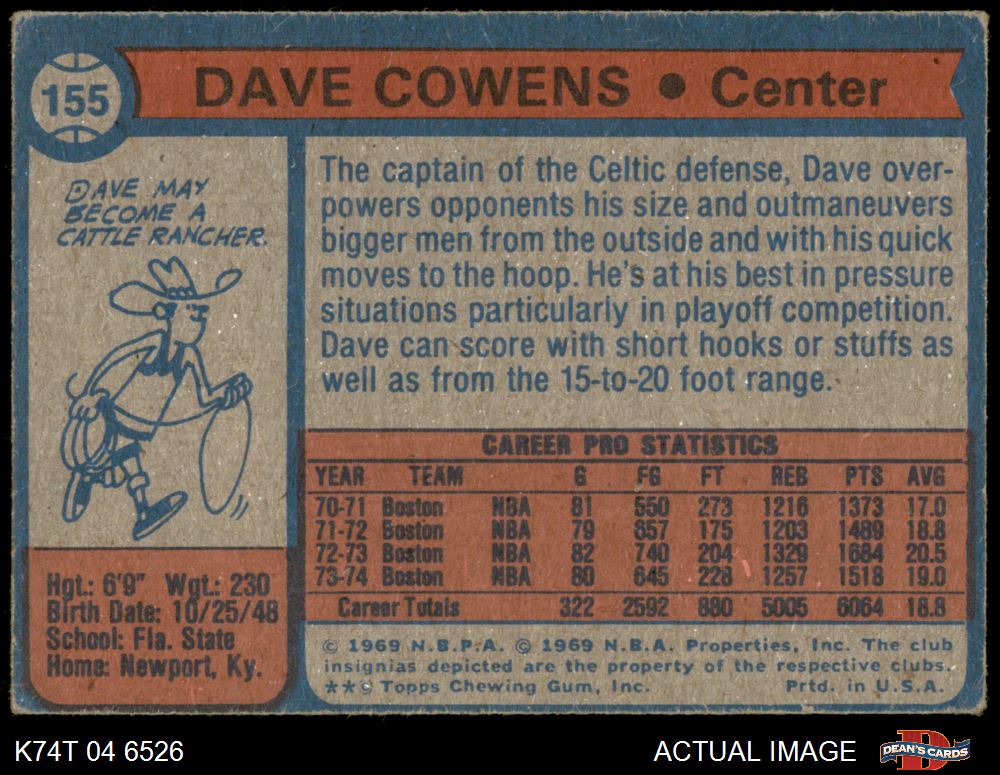 155
DAVE COWENS • Center
DAVE MAY
BECOME A
CATTLE RANCHER.
The captain of the Celtic defense, Dave over-
powers opponents his size and outmaneuvers
bigger men from the outside and with his quick
moves to the hoop. He's at his best in pressure
situations particularly in playoff competition.
Dave can score with short hooks or stuffs as
well as from the 15-to-20 foot range.
CAREER PRO STATISTICS
YEAR TEAM G FG FT REB PTS AVG
70-71 Boston NBA 81 550 273 1216 1373 17.0
71-72 Boston NBA 79 657 175 1203 1489 18.8
72-73 Boston NBA 82 740 204 1329 1684 20.5
73-74 Boston NBA 80 645 228 1257 1518 19.0
Career Totals 322 2592 880 5005 6064 18.8
Hgt.: 6'9" Wgt.: 230
Birth Date: 10/25/48
School: Fla. State
Home: Newport, Ky.
© 1969 N.B.P.A. © 1969 N.B.A. Properties, Inc. The club
insignias depicted are the property of the respective clubs.
**© Topps Chewing Gum, Inc. Prtd. in U.S.A.
K74T 04 6526
ACTUAL IMAGE
D
DEAN'S CARDS